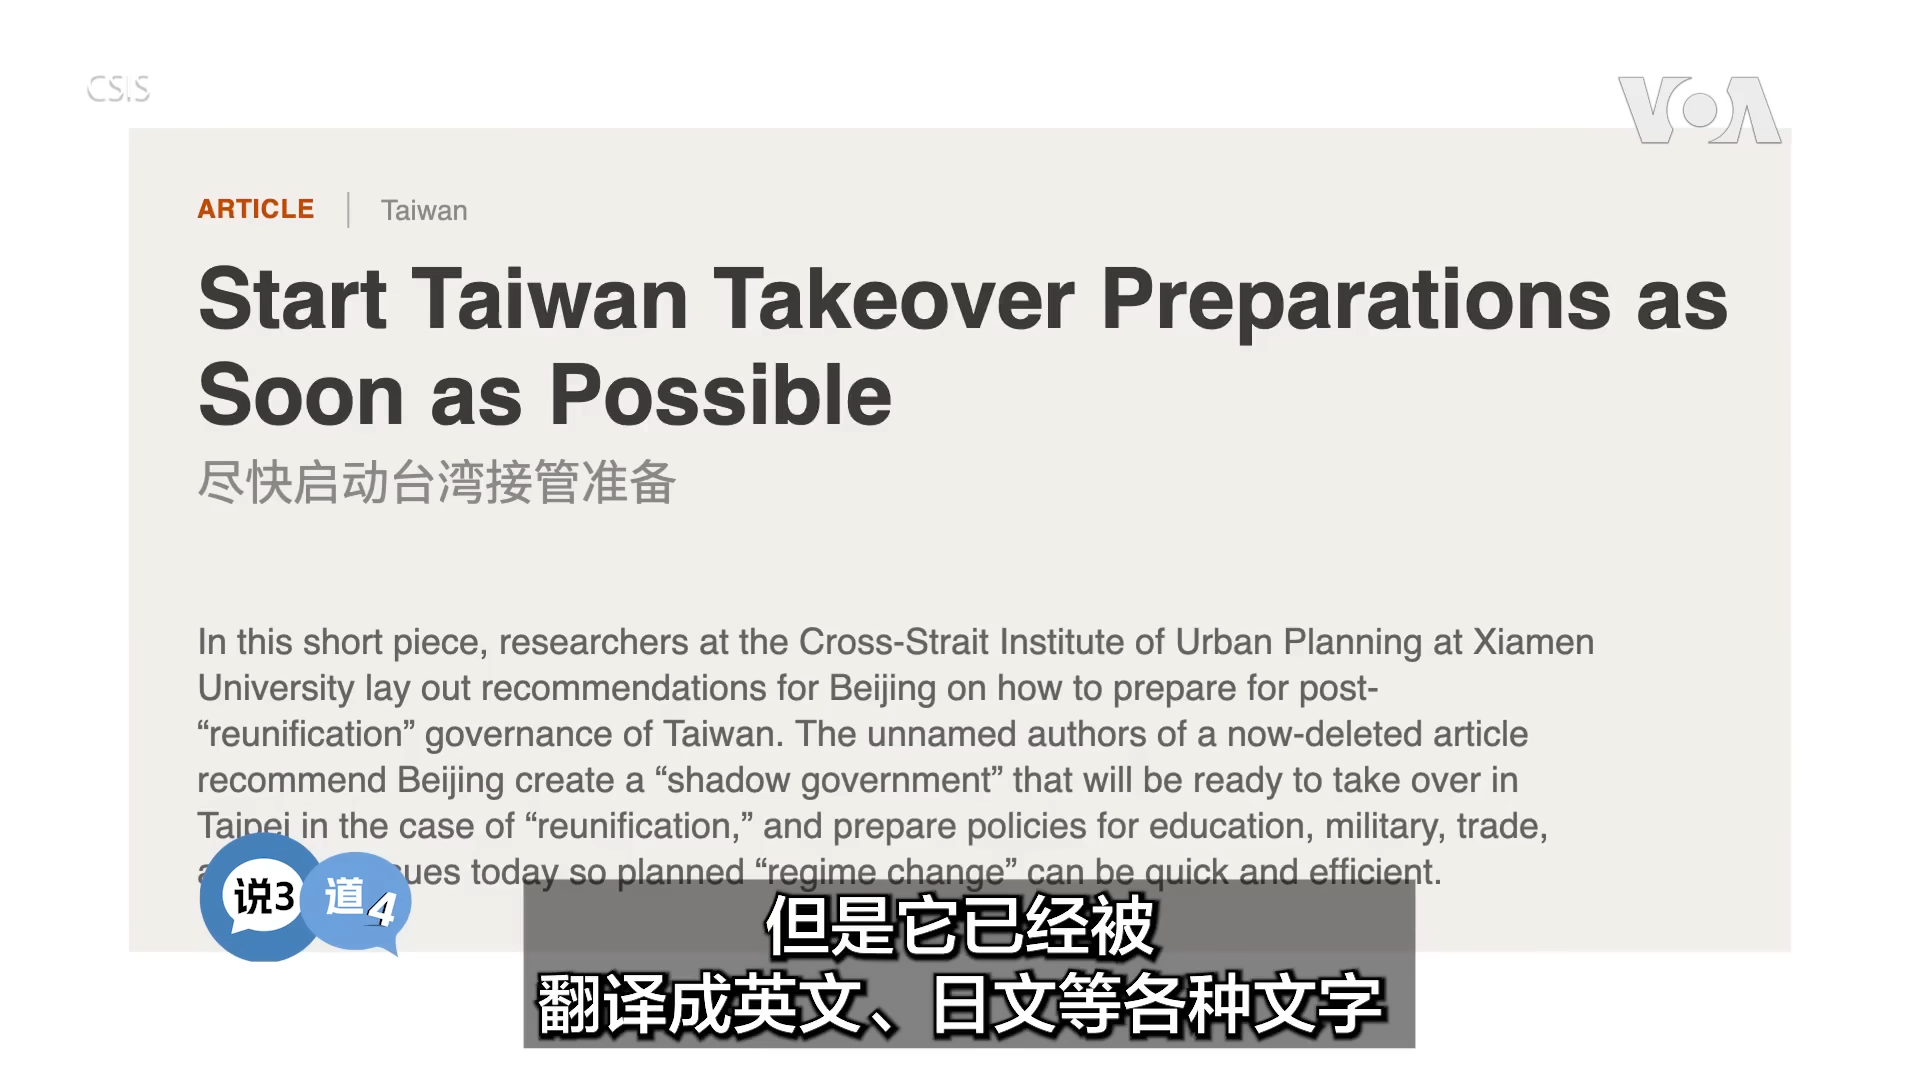 CSIS
VOA
ARTICLE | Taiwan
Start Taiwan Takeover Preparations as
Soon as Possible
尽快启动台湾接管准备
In this short piece, researchers at the Cross-Strait Institute of Urban Planning at Xiamen
University lay out recommendations for Beijing on how to prepare for post-
“reunification” governance of Taiwan. The unnamed authors of a now-deleted article
recommend Beijing create a “shadow government” that will be ready to take over in
Taipei in the case of “reunification,” and prepare policies for education, military, trade,
today so planned “regime change” can be quick and efficient.
说3道4
但是它已经被
翻译成英文、日文等各种文字